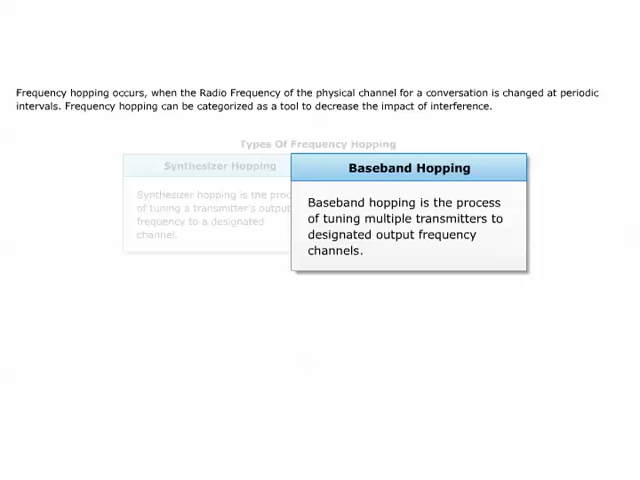 Frequency hopping occurs, when the Radio Frequency of the physical channel for a conversation is changed at periodic
intervals. Frequency hopping can be categorized as a tool to decrease the impact of interference.
Types Of Frequency Hopping
Synthesizer Hopping
Synthesizer hopping is the
of tuning a transmitter's output
frequency to a designated
channel.
Baseband Hopping
Baseband hopping is the process
of tuning multiple transmitters to
designated output frequency
channels.